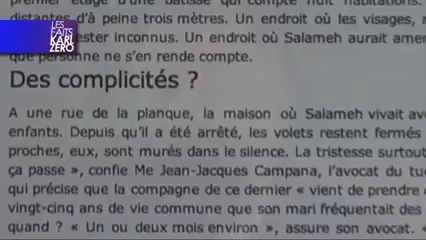 premier étage d'une bâtisse qui compte huit habitations.
distantes d'à peine trois mètres. Un endroit où les visages, n
LES
FAITS
KARL
ZÉRO
ester inconnus. Un endroit où Salameh aurait amen
que personne ne s'en rende compte.
Des complicités ?
A une rue de la planque, la maison où Salameh vivait ave
enfants. Depuis qu'il a été arrêté, les volets restent fermés
proches, eux, sont murés dans le silence. La tristesse surtout
ça passe », confie Me Jean-Jacques Campana, l'avocat du tue
qui précise que la compagne de ce dernier « vient de prendre c
vingt-cinq ans de vie commune que son mari fréquentait des
quand ? « Un ou deux mois environ », assure son avocat. «